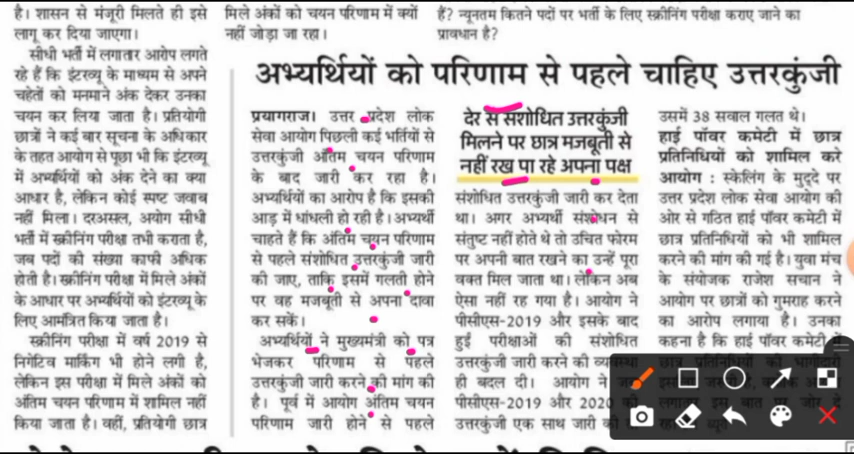 है। शासन से मंजूरी मिलते ही इसे
लागू कर दिया जाएगा।
सीधी भर्ती में लगातार आरोप लगते
रहे हैं कि इंटरव्यू के माध्यम से अपने
चहेतों को मनमाने अंक देकर उनका
चयन कर लिया जाता है। प्रतियोगी
छात्रों ने कई बार सूचना के अधिकार
के तहत आयोग से पूछा भी कि इंटरव्यू
में अभ्यर्थियों को अंक देने का क्या
आधार है, लेकिन कोई स्पष्ट जवाब
नहीं मिला। दरअसल, अयोग सीधी
भर्ती में स्क्रीनिंग परीक्षा तभी कराता है,
जब पदों की संख्या काफी अधिक
होती है। स्क्रीनिंग परीक्षा में मिले अंकों
के आधार पर अभ्यर्थियों को इंटरव्यू के
लिए आमंत्रित किया जाता है।
स्क्रीनिंग परीक्षा में वर्ष 2019 से
निगेटिव मार्किंग भी होने लगी है,
लेकिन इस परीक्षा में मिले अंकों को
अंतिम चयन परिणाम में शामिल नहीं
किया जाता है। वहीं, प्रतियोगी छात्र
मिले अंकों को चयन परिणाम में क्यों
नहीं जोड़ा जा रहा।
हैं? न्यूनतम कितने पदों पर भर्ती के लिए स्क्रीनिंग परीक्षा कराए जाने का
प्रावधान है?
अभ्यर्थियों को परिणाम से पहले चाहिए उत्तरकुंजी
प्रयागराज। उत्तर प्रदेश लोक
सेवा आयोग पिछली कई भर्तियों से
उत्तरकुंजी अंतिम चयन परिणाम
के बाद जारी कर रहा है।
अभ्यर्थियों का आरोप है कि इसकी
आड़ में धांधली हो रही है। अभ्यर्थी
चाहते हैं कि अंतिम चयन परिणाम
से पहले संशोधित उत्तरकुंजी जारी
की जाए, ताकि इसमें गलती होने
पर वह मजबूती से अपना दावा
कर सकें।
अभ्यर्थियों ने मुख्यमंत्री को पत्र
भेजकर परिणाम से पहले
उत्तरकुंजी जारी करने की मांग की
है। पूर्व में आयोग अंतिम चयन
परिणाम जारी होने से पहले
देर से संशोधित उत्तरकुंजी
मिलने पर छात्र मजबूती से
नहीं रख पा रहे अपना पक्ष
संशोधित उत्तरकुंजी जारी कर देता
था। अगर अभ्यर्थी संशोधन से
संतुष्ट नहीं होते थे तो उचित फोरम
पर अपनी बात रखने का उन्हें पूरा
वक्त मिल जाता था। लेकिन अब
ऐसा नहीं रह गया है। आयोग ने
पीसीएस-2019 और इसके बाद
हुई परीक्षाओं की संशोधित
उत्तरकुंजी जारी करने की व्यवस्था
ही बदल दी। आयोग ने
पीसीएस-2019 और 2020 की
उत्तरकुंजी एक साथ जारी
उसमें 38 सवाल गलत थे।
हाई पॉवर कमेटी में छात्र
प्रतिनिधियों को शामिल करे
आयोग : स्केलिंग के मुद्दे पर
उत्तर प्रदेश लोक सेवा आयोग की
ओर से गठित हाई पॉवर कमेटी में
छात्र प्रतिनिधियों को भी शामिल
करने की मांग की गई है। युवा मंच
के संयोजक राजेश सचान ने
आयोग पर छात्रों को गुमराह करने
का आरोप लगाया है। उनका
कहना है कि हाई पॉवर कमेटी
छात्र प्रतिनिधियों को भागीदारी